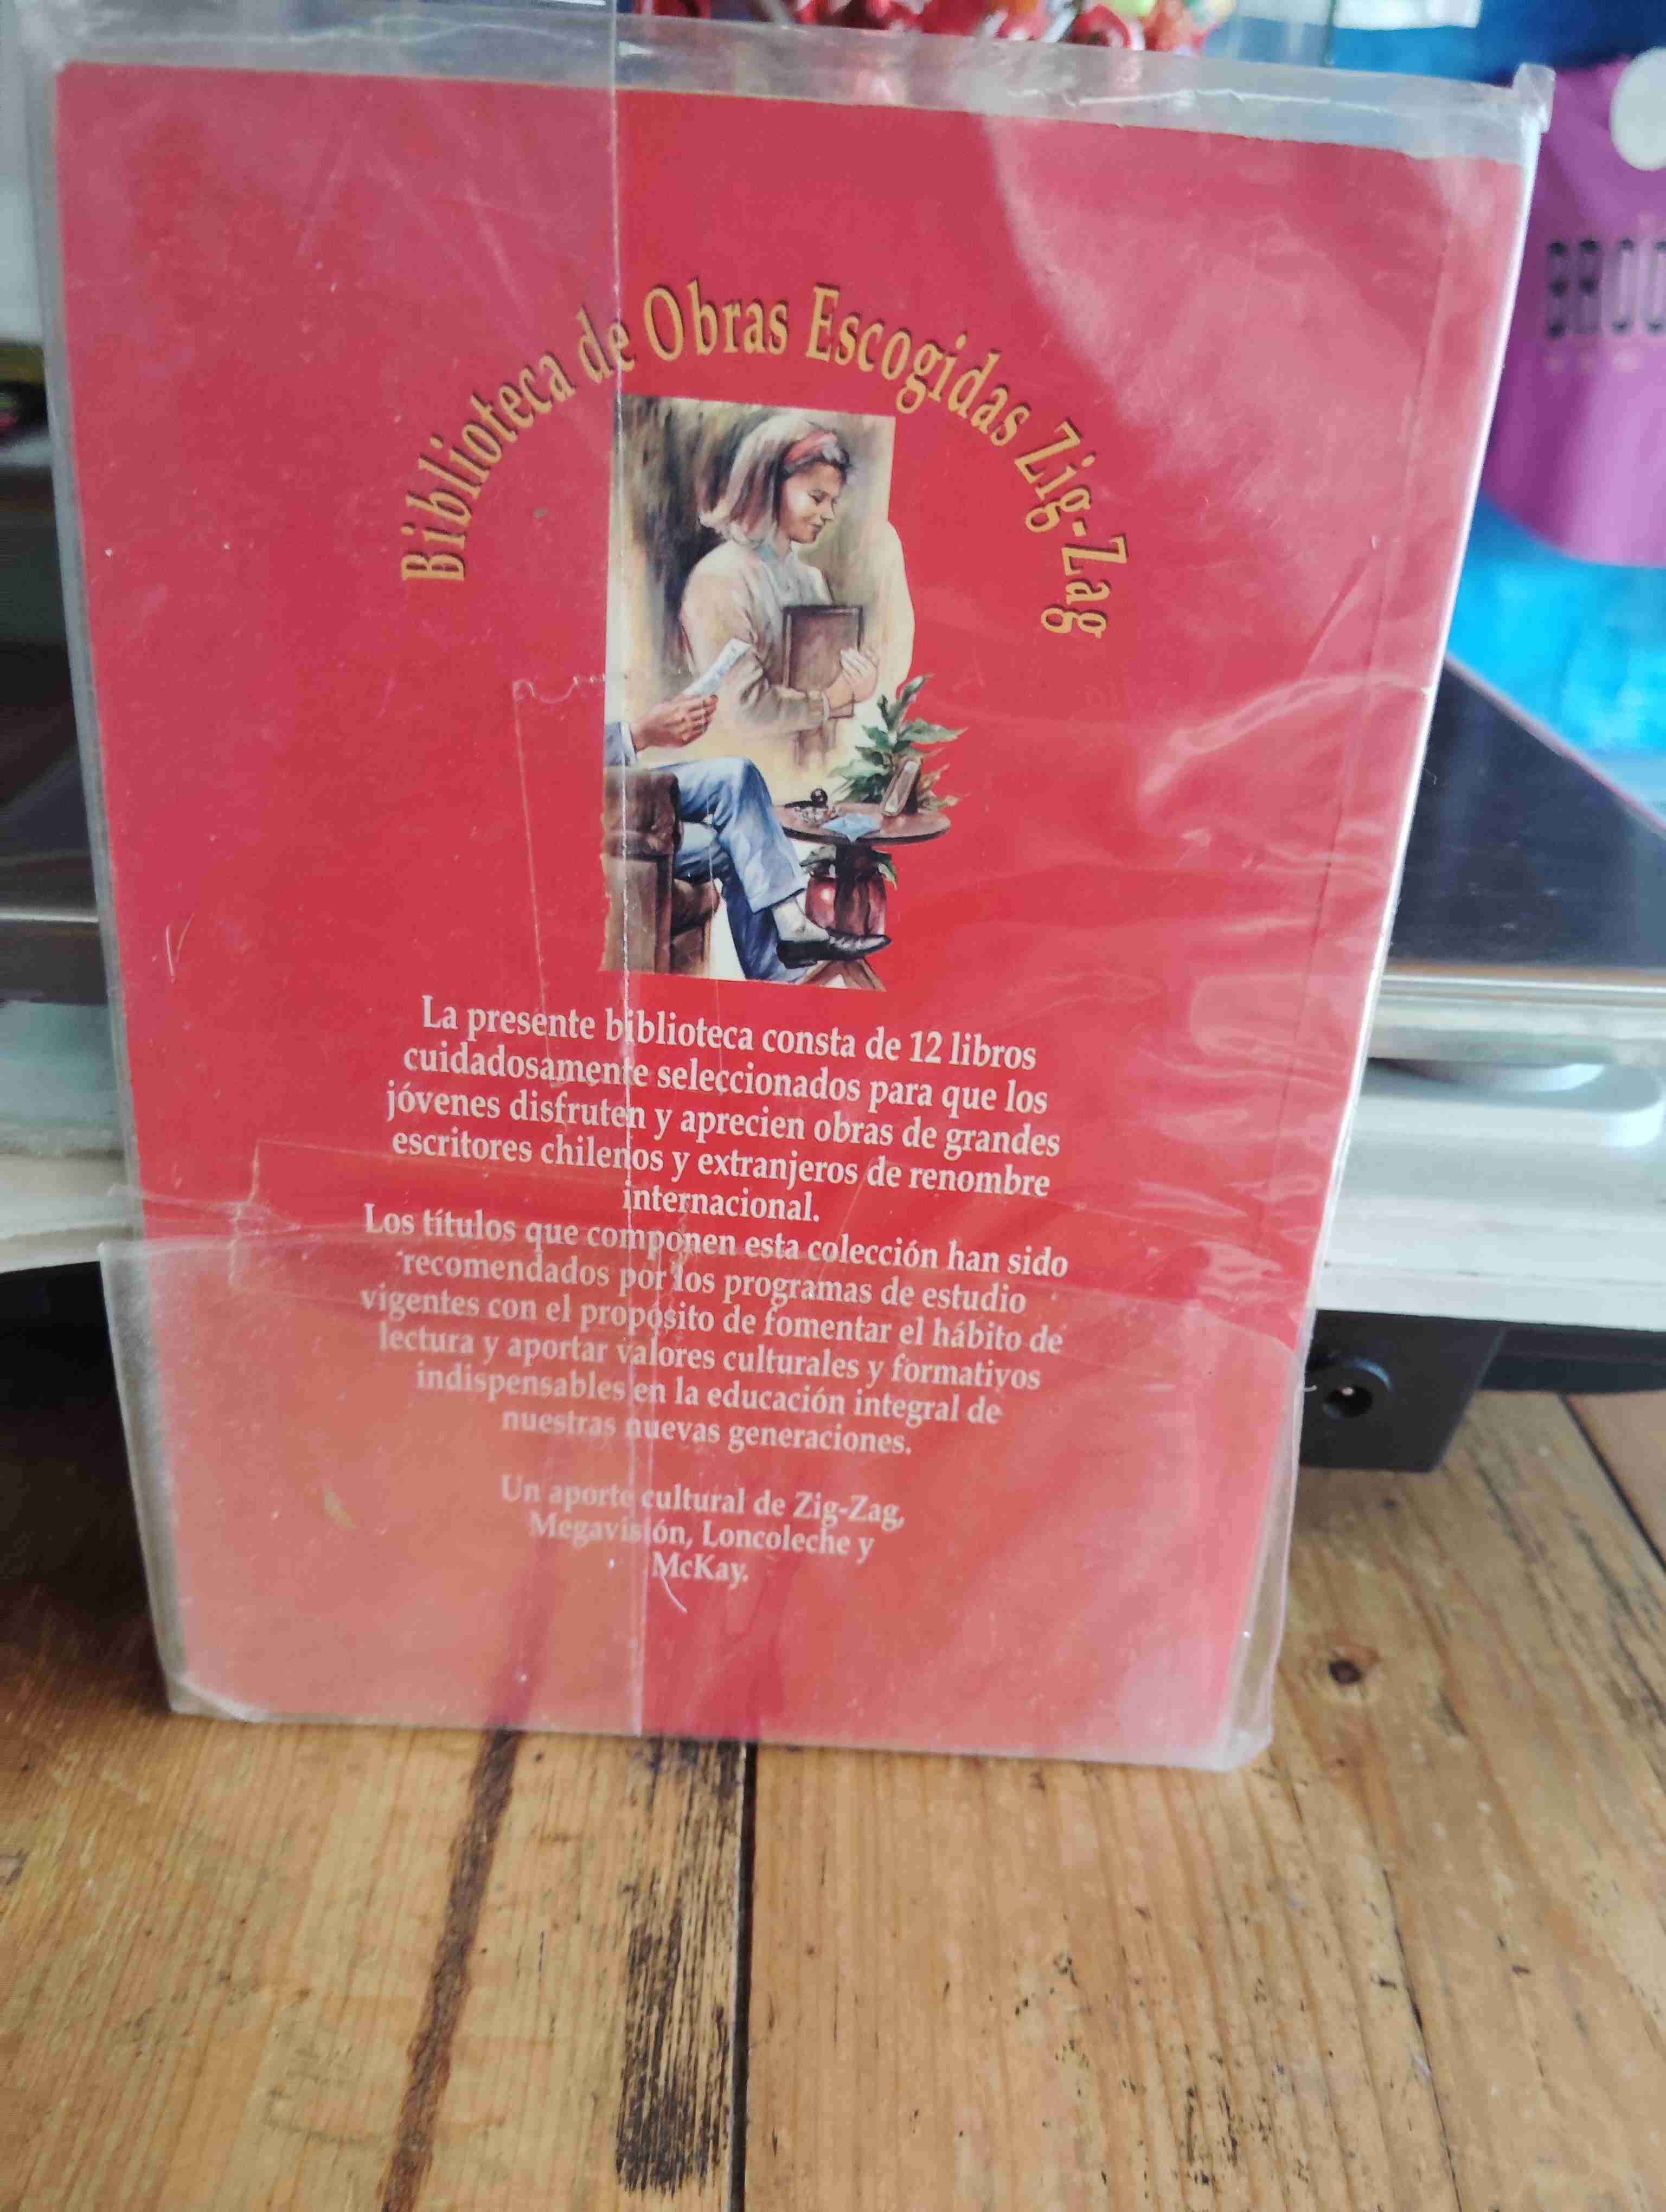 Biblioteca de Obras Escogidas Zig-Zag
La presente biblioteca consta de 12 libros
cuidadosamente seleccionados para que los
jóvenes disfruten y aprecien obras de grandes
escritores chilenos y extranjeros de renombre
internacional.
Los títulos que componen esta colección han sido
recomendados por los programas de estudio
vigentes con el propósito de fomentar el hábito de
lectura y aportar valores culturales y formativos
indispensables en la educación integral de
nuestras nuevas generaciones.
Un aporte cultural de Zig-Zag,
Megavisión, Loncoleche y
McKay.